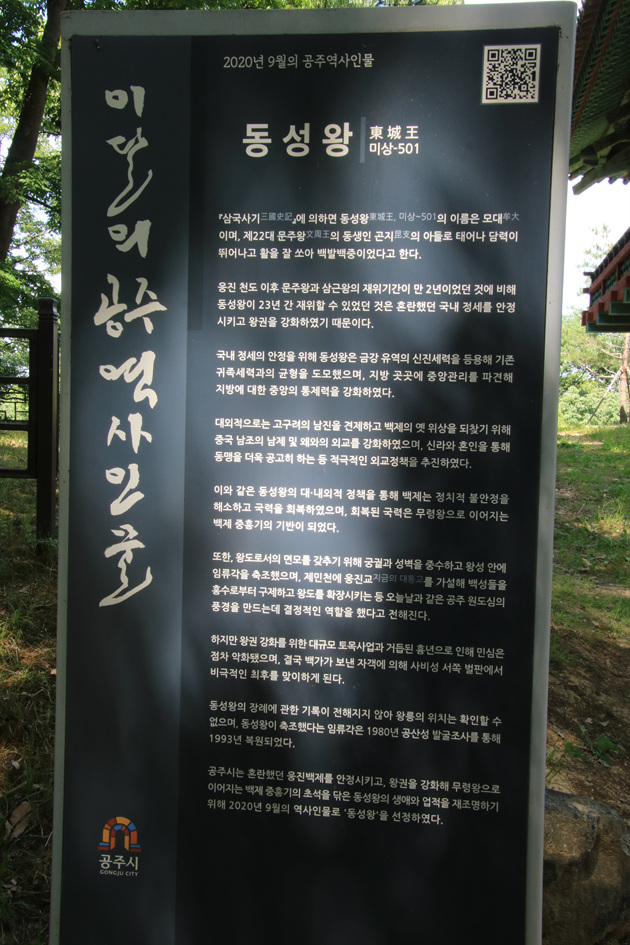 이달의 공주 역사인물
2020년 9월의 공주역사인물
동성왕
東城王
미상-501
『삼국사기三國史記』에 의하면 동성왕東城王, 미상~501의 이름은 모대牟大
이며, 제22대 문주왕文周王의 동생인 곤지昆支의 아들로 태어나 담력이
뛰어나고 활을 잘 쏘아 백발백중이었다고 한다.
웅진 천도 이후 문주왕과 삼근왕의 재위기간이 만 2년이었던 것에 비해
동성왕이 23년 간 재위할 수 있었던 것은 혼란했던 국내 정세를 안정
시키고 왕권을 강화하였기 때문이다.
국내 정세의 안정을 위해 동성왕은 금강 유역의 신진세력을 등용해 기존
귀족세력과의 균형을 도모했으며, 지방 곳곳에 중앙관리를 파견해
지방에 대한 중앙의 통제력을 강화하였다.
대외적으로는 고구려의 남진을 견제하고 백제의 옛 위상을 되찾기 위해
중국 남조의 남제 및 왜와의 외교를 강화하였으며, 신라와 혼인을 통해
동맹을 더욱 공고히 하는 등 적극적인 외교정책을 추진하였다.
이와 같은 동성왕의 대·내외적 정책을 통해 백제는 정치적 불안정을
해소하고 국력을 회복하였으며, 회복된 국력은 무령왕으로 이어지는
백제 중흥기의 기반이 되었다.
또한, 왕도로서의 면모를 갖추기 위해 궁궐과 성벽을 중수하고 왕성 안에
임류각을 축조했으며, 제민천에 웅진교지금의 대통교를 가설해 백성들을
홍수로부터 구제하고 왕도를 확장시키는 등 오늘날과 같은 공주 원도심의
풍경을 만드는데 결정적인 역할을 했다고 전해진다.
하지만 왕권 강화를 위한 대규모 토목사업과 거듭된 흉년으로 인해 민심은
점차 악화됐으며, 결국 백가가 보낸 자객에 의해 사비성 서쪽 벌판에서
비극적인 최후를 맞이하게 된다.
동성왕의 장례에 관한 기록이 전해지지 않아 왕릉의 위치는 확인할 수
없으며, 동성왕이 축조했다는 임류각은 1980년 공산성 발굴조사를 통해
1993년 복원되었다.
공주시는 혼란했던 웅진백제를 안정시키고, 왕권을 강화해 무령왕으로
이어지는 백제 중흥기의 초석을 닦은 동성왕의 생애와 업적을 재조명하기
위해 2020년 9월의 역사인물로 '동성왕'을 선정하였다.
공주시
GONGJU CITY